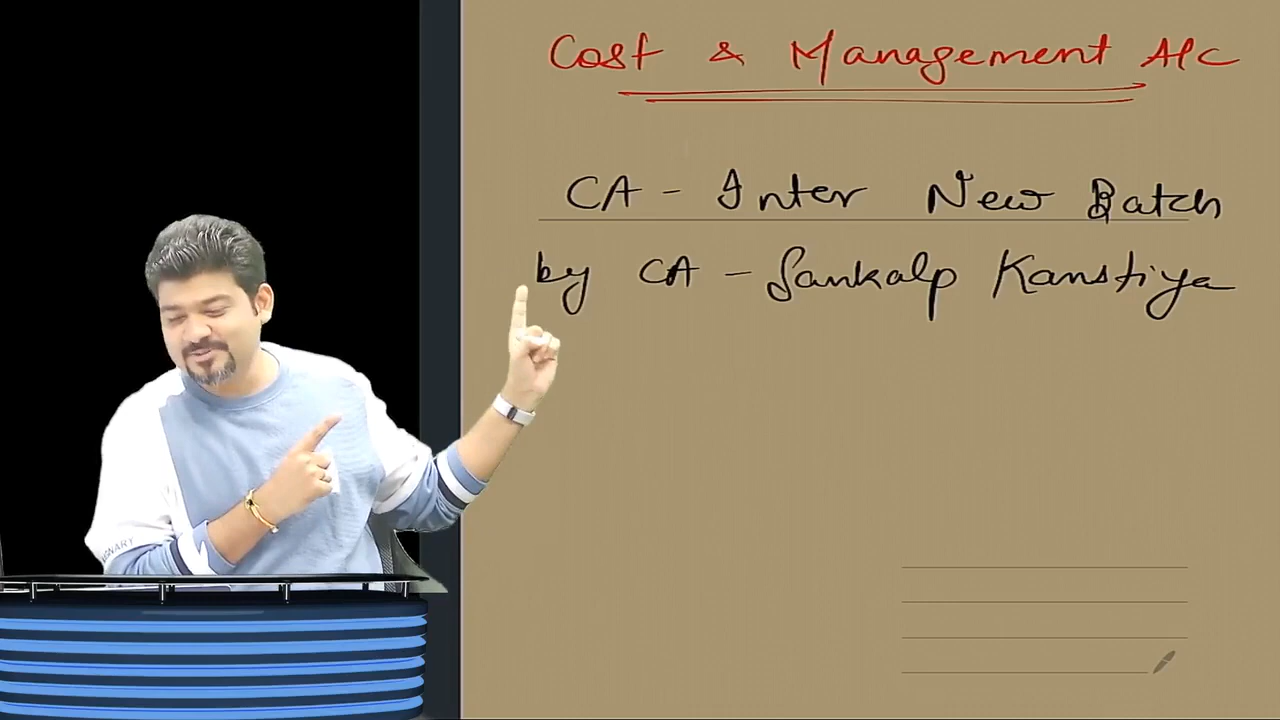 Cost & Management A/c
CA - Inter New Batch
by CA - Sankalp Kanstiya